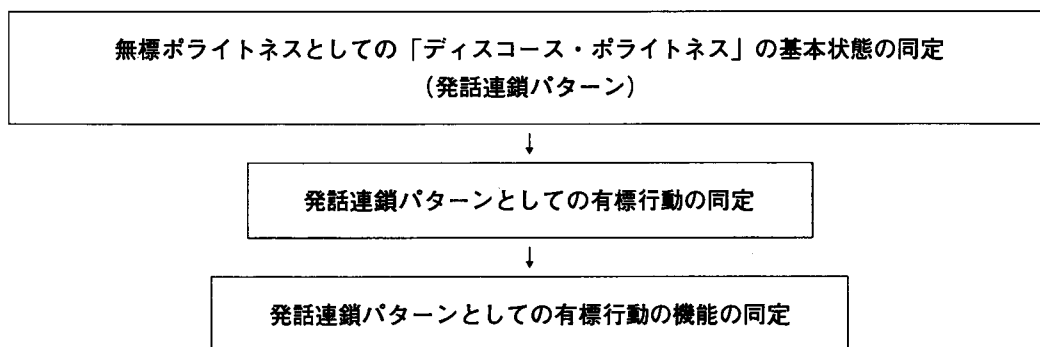 無標ポライトネスとしての「ディスコース・ポライトネス」の基本状態の同定
（発話連鎖パターン）
発話連鎖パターンとしての有標行動の同定
発話連鎖パターンとしての有標行動の機能の同定